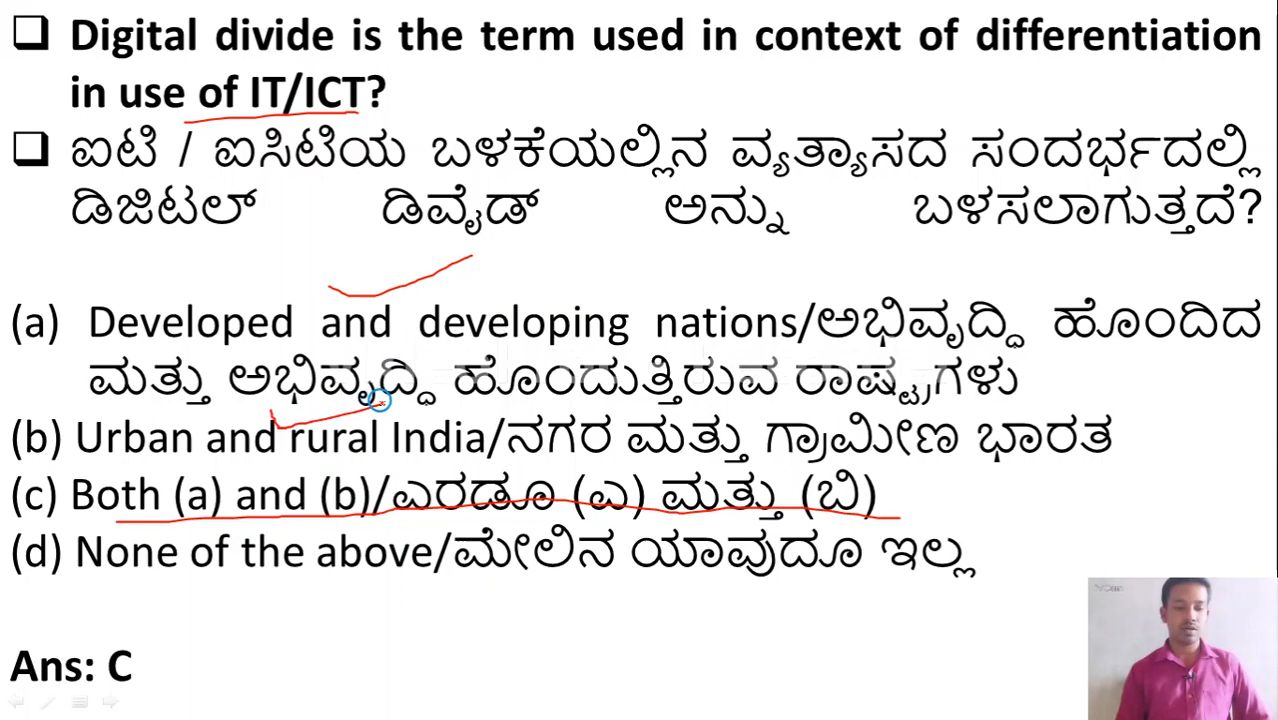 Digital divide is the term used in context of differentiation
in use of IT/ICT?
ಐಟಿ / ಐಸಿಟಿಯ ಬಳಕೆಯಲ್ಲಿನ ವ್ಯತ್ಯಾಸದ ಸಂದರ್ಭದಲ್ಲಿ
ಡಿಜಿಟಲ್ ಡಿವೈಡ್ ಅನ್ನು ಬಳಸಲಾಗುತ್ತದೆ?
(a) Developed and developing nations/ಅಭಿವೃದ್ಧಿ ಹೊಂದಿದ
ಮತ್ತು ಅಭಿವೃದ್ಧಿ ಹೊಂದುತ್ತಿರುವ ರಾಷ್ಟ್ರಗಳು
(b) Urban and rural India/ನಗರ ಮತ್ತು ಗ್ರಾಮೀಣ ಭಾರತ
(c) Both (a) and (b)/ಎರಡೂ (ಎ) ಮತ್ತು (ಬಿ)
(d) None of the above/ಮೇಲಿನ ಯಾವುದೂ ಇಲ್ಲ
Ans: C